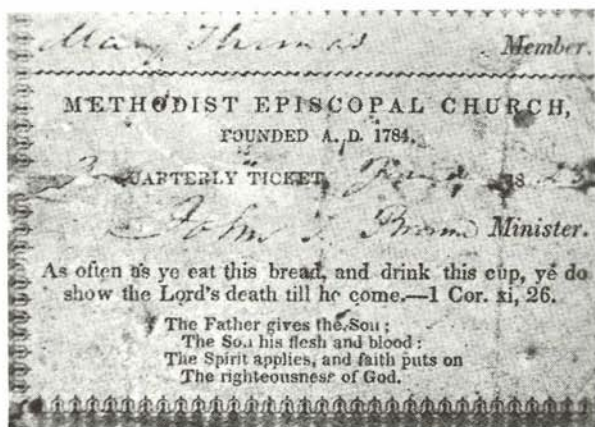 Mary Thomas Member.
METHODIST EPISCOPAL CHURCH,
FOUNDED A. D. 1784.
QUARTERLY TICKET, 18
John Minister.
As often as ye eat this bread, and drink this cup, ye do
show the Lord's death till he come.—1 Cor. xi, 26.
The Father gives the Son;
The Son his flesh and blood:
The Spirit applies, and faith puts on
The righteousness of God.